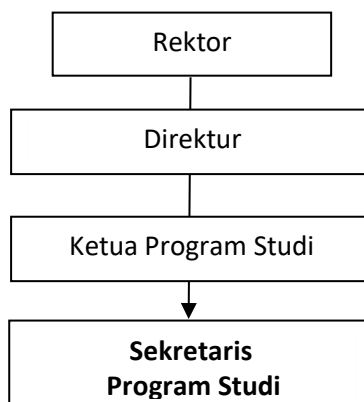 Rektor
Direktur
Ketua Program Studi
Sekretaris
Program Studi